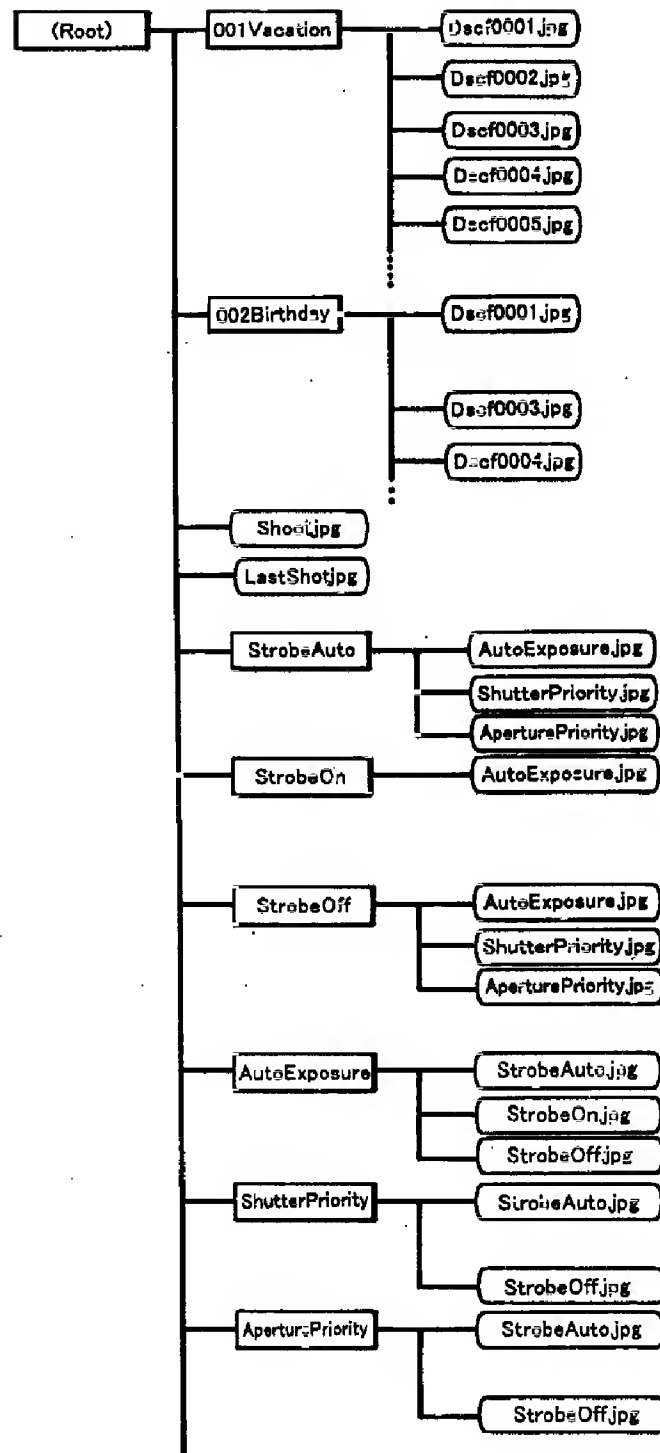 (Root)
001Vacation
Dscf0001.jpg
Dscf0002.jpg
Dscf0003.jpg
Dscf0004.jpg
Dscf0005.jpg
002Birthday
Dscf0001.jpg
Dscf0003.jpg
Dscf0004.jpg
Shoot.jpg
LastShot.jpg
StrobeAuto
AutoExposure.jpg
ShutterPriority.jpg
AperturePriority.jpg
StrobeOn
AutoExposure.jpg
StrobeOff
AutoExposure.jpg
ShutterPriority.jpg
AperturePriority.jpg
AutoExposure
StrobeAuto.jpg
StrobeOn.jpg
StrobeOff.jpg
ShutterPriority
StrobeAuto.jpg
StrobeOff.jpg
AperturePriority
StrobeAuto.jpg
StrobeOff.jpg